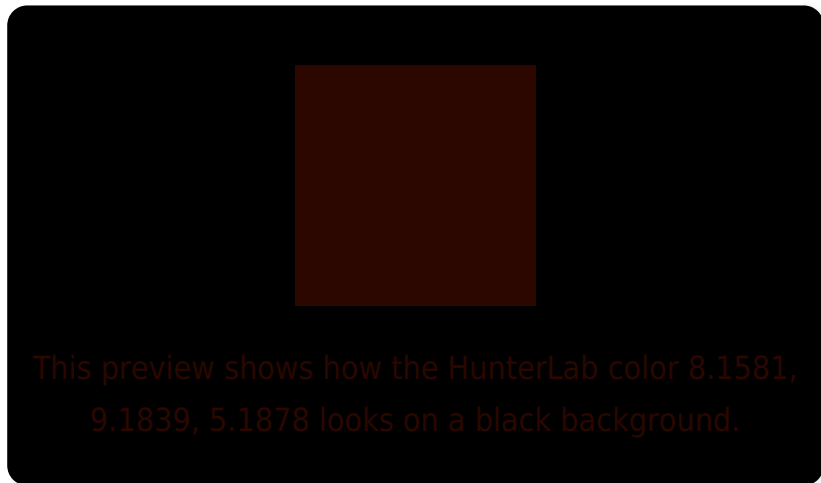 This preview shows how the HunterLab color 8.1581,
9.1839, 5.1878 looks on a black background.